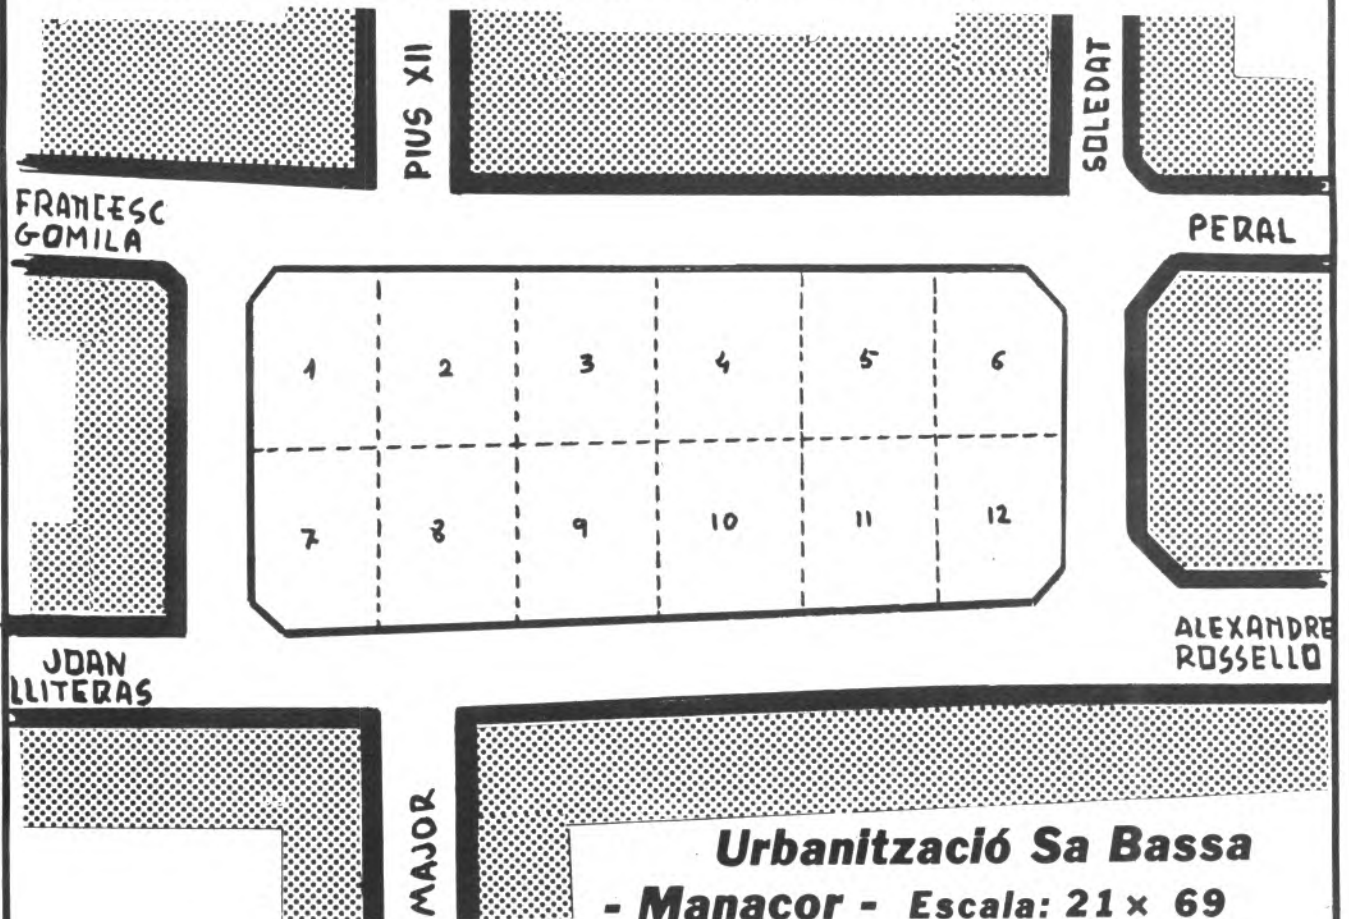 PIUS XII
SOLEDAT
FRANCESC
GOMILA
PERAL
1 2 3 4 5 6
7 8 9 10 11 12
JOAN
LLITERAS
ALEXANDRE
ROSSELLO
MAJOR
Urbanització Sa Bassa
- Manacor - Escala: 21 × 69